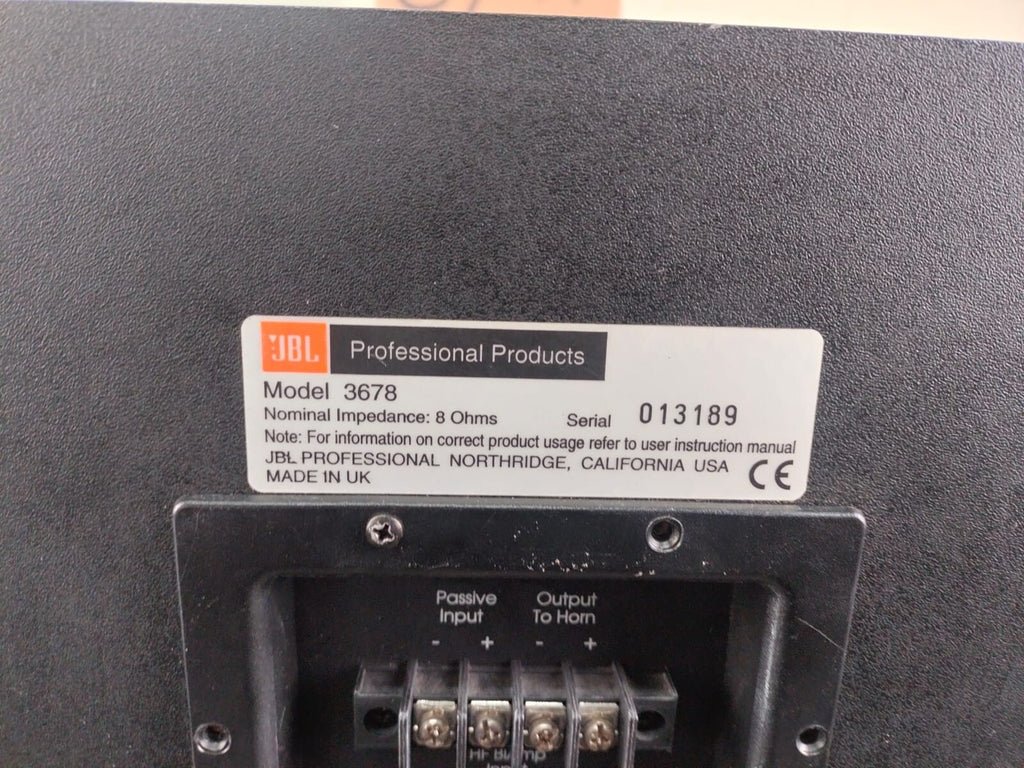 JBL Professional Products
Model 3678
Nominal Impedance: 8 Ohms Serial 013189
Note: For information on correct product usage refer to user instruction manual
JBL PROFESSIONAL NORTHRIDGE, CALIFORNIA USA
MADE IN UK CE
Passive Output
Input To Horn
- + - +